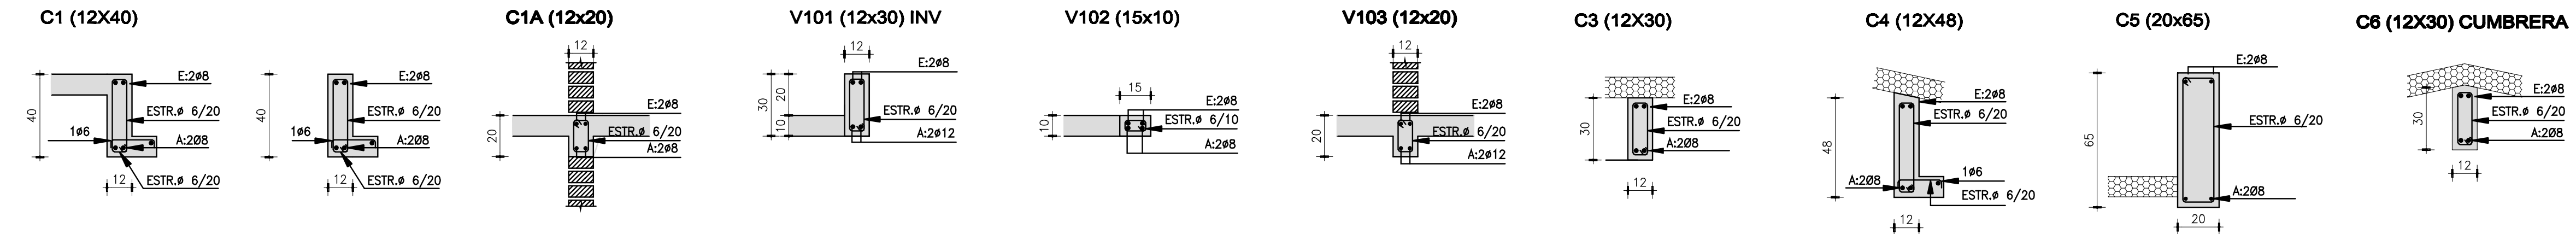 C1 (12X40)
40
E:2ø8
ESTR.ø 6/20
1ø6
A:2Ø8
12
ESTR.ø 6/20
40
E:2ø8
ESTR.ø 6/20
1ø6
A:2Ø8
12
ESTR.ø 6/20
C1A (12x20)
12
E:2ø8
20
ESTR.ø 6/20
A:2ø8
V101 (12x30) INV
12
E:2ø8
30
20
10
ESTR.ø 6/20
A:2ø12
V102 (15x10)
15
E:2ø8
10
ESTR.ø 6/10
A:2ø8
V103 (12x20)
12
E:2ø8
20
ESTR.ø 6/20
A:2ø12
C3 (12X30)
E:2ø8
30
ESTR.ø 6/20
A:2Ø8
12
C4 (12X48)
E:2ø8
ESTR.ø 6/20
48
1ø6
A:2Ø8
ESTR.ø 6/20
12
C5 (20x65)
E:2ø8
65
ESTR.ø 6/20
A:2Ø8
20
C6 (12X30) CUMBRERA
E:2ø8
30
ESTR.ø 6/20
A:2Ø8
12